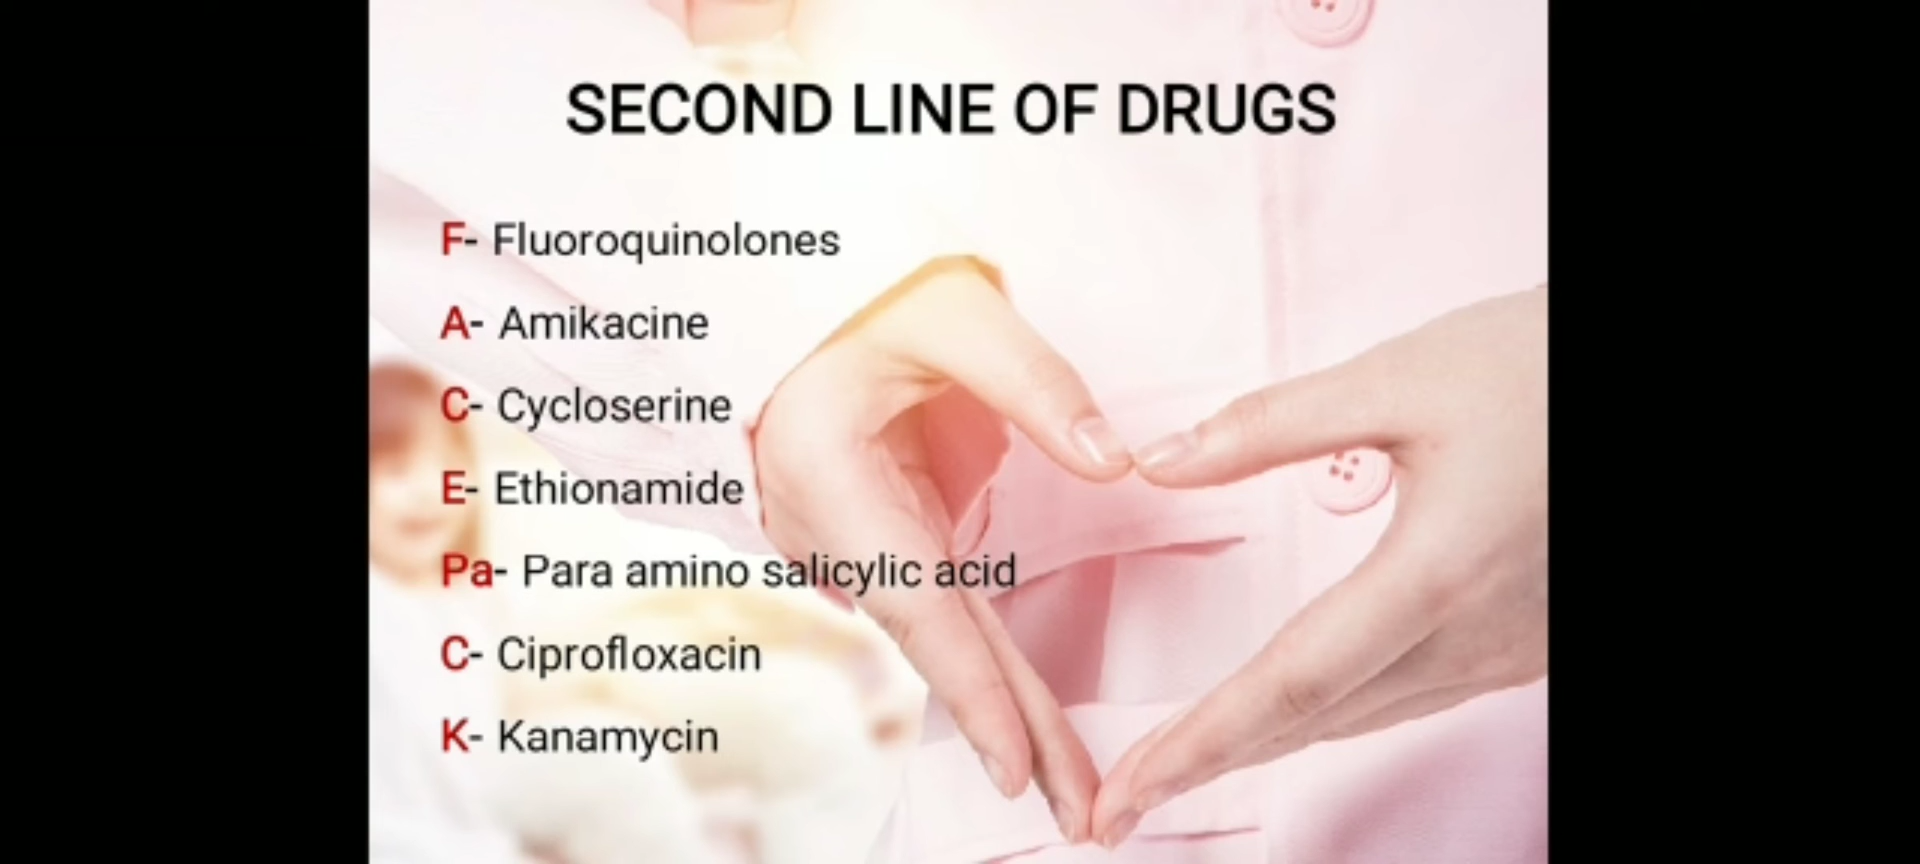 SECOND LINE OF DRUGS
F- Fluoroquinolones
A- Amikacine
C- Cycloserine
E- Ethionamide
Pa- Para amino salicylic acid
C- Ciprofloxacin
K- Kanamycin